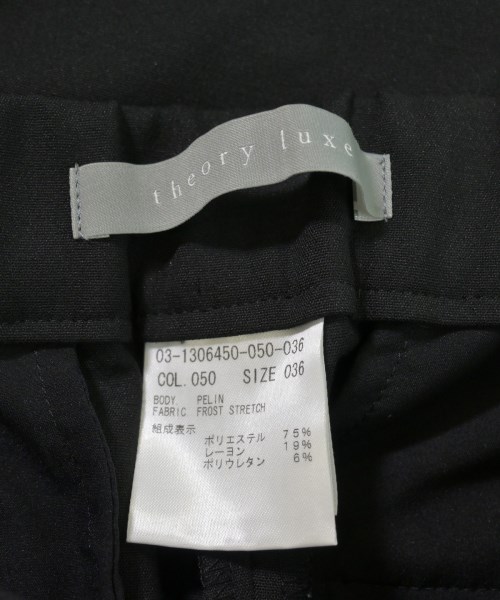 theory luxe
03-1306450-050-036
COL.050 SIZE 036
BODY. PELIN
FABRIC FROST STRETCH
組成表示
ポリエステル 75%
レーヨン 19%
ポリウレタン 6%